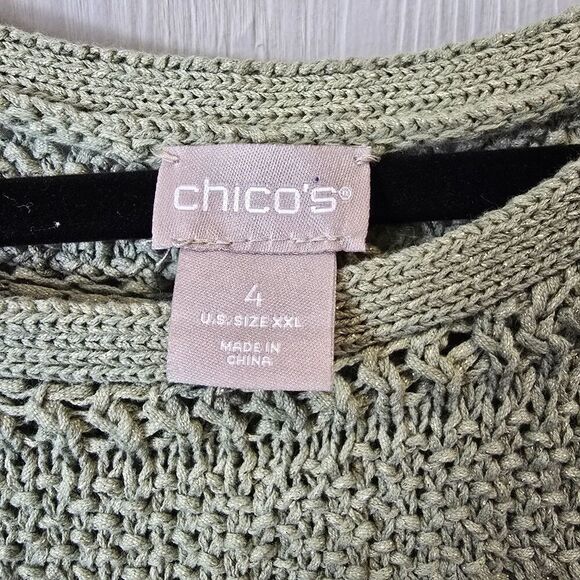 chico's®
4
U.S. SIZE XXL
MADE IN
CHINA